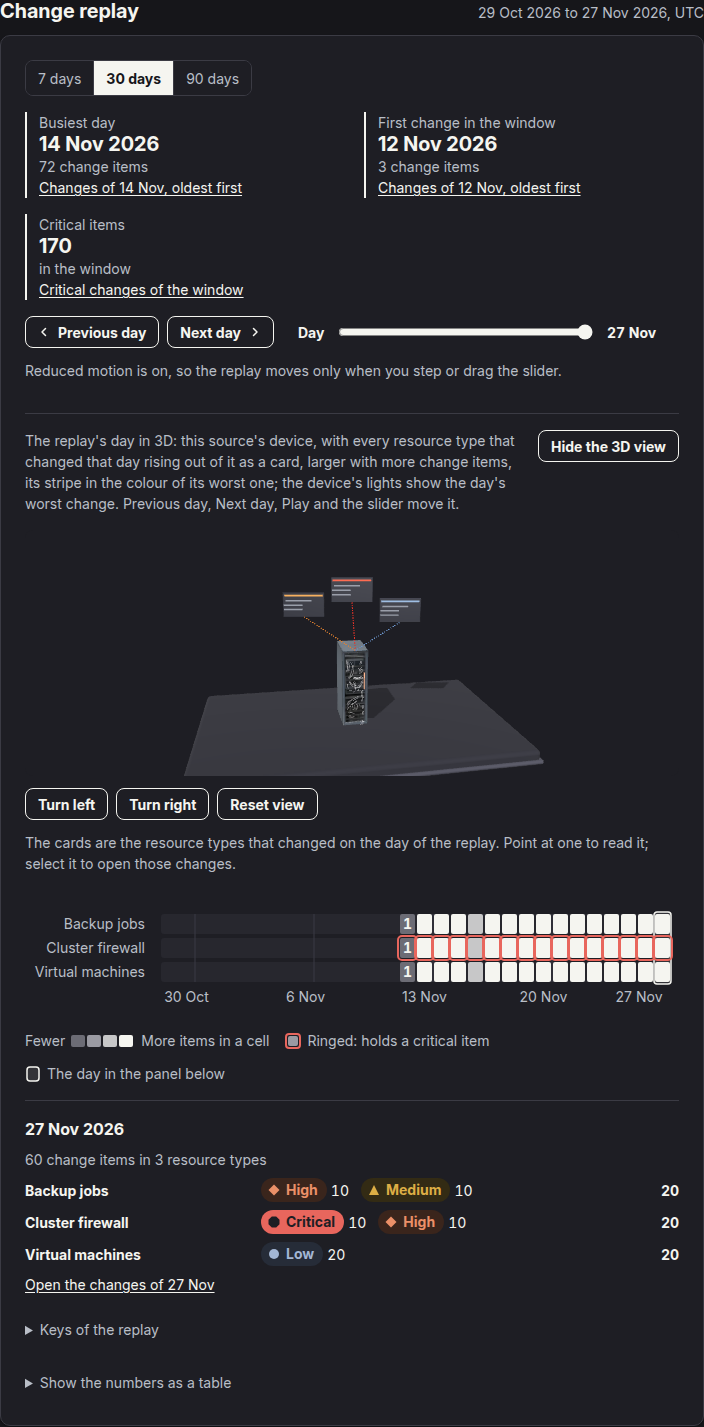 Change replay
29 Oct 2026 to 27 Nov 2026, UTC
7 days
30 days
90 days
Busiest day
14 Nov 2026
72 change items
Changes of 14 Nov, oldest first
First change in the window
12 Nov 2026
3 change items
Changes of 12 Nov, oldest first
Critical items
170
in the window
Critical changes of the window
Previous day
Next day
Day
27 Nov
Reduced motion is on, so the replay moves only when you step or drag the slider.
The replay's day in 3D: this source's device, with every resource type that
changed that day rising out of it as a card, larger with more change items,
its stripe in the colour of its worst one; the device's lights show the day's
worst change. Previous day, Next day, Play and the slider move it.
Hide the 3D view
Turn left
Turn right
Reset view
The cards are the resource types that changed on the day of the replay. Point at one to read it;
select it to open those changes.
Backup jobs 1
Cluster firewall 1
Virtual machines 1
30 Oct 6 Nov 13 Nov 20 Nov 27 Nov
Fewer More items in a cell Ringed: holds a critical item
The day in the panel below
27 Nov 2026
60 change items in 3 resource types
Backup jobs High 10 Medium 10 20
Cluster firewall Critical 10 High 10 20
Virtual machines Low 20 20
Open the changes of 27 Nov
Keys of the replay
Show the numbers as a table